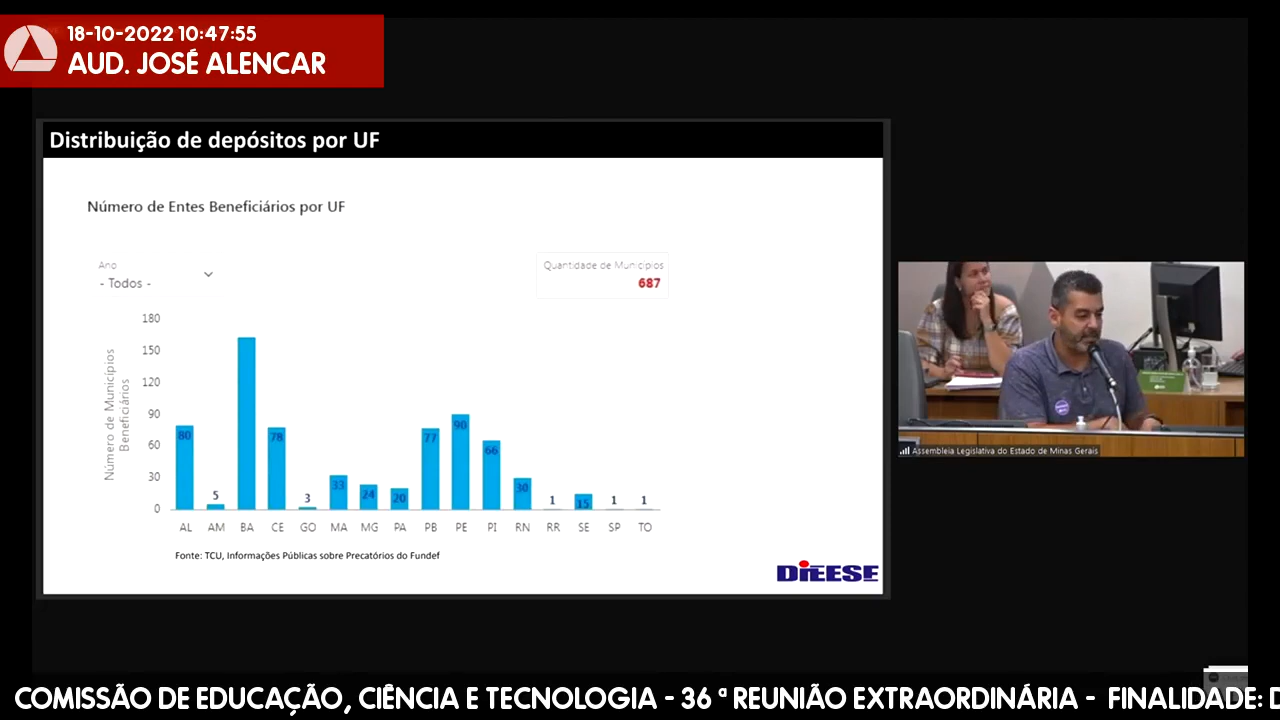 18-10-2022 10:47:55
AUD. JOSÉ ALENCAR
Distribuição de depósitos por UF
Número de Entes Beneficiários por UF
Ano
- Todos -
Quantidade de Municípios
687
Número de Municípios
Beneficiários
180
150
120
90
60
30
0
80
5
78
3
33
24
20
77
90
66
30
1
15
1
1
AL AM BA CE GO MA MG PA PB PE PI RN RR SE SP TO
Fonte: TCU, Informações Públicas sobre Precatórios do Fundef
DIEESE
Assembleia Legislativa do Estado de Minas Gerais
COMISSÃO DE EDUCAÇÃO, CIÊNCIA E TECNOLOGIA - 36 ª REUNIÃO EXTRAORDINÁRIA - FINALIDADE: D